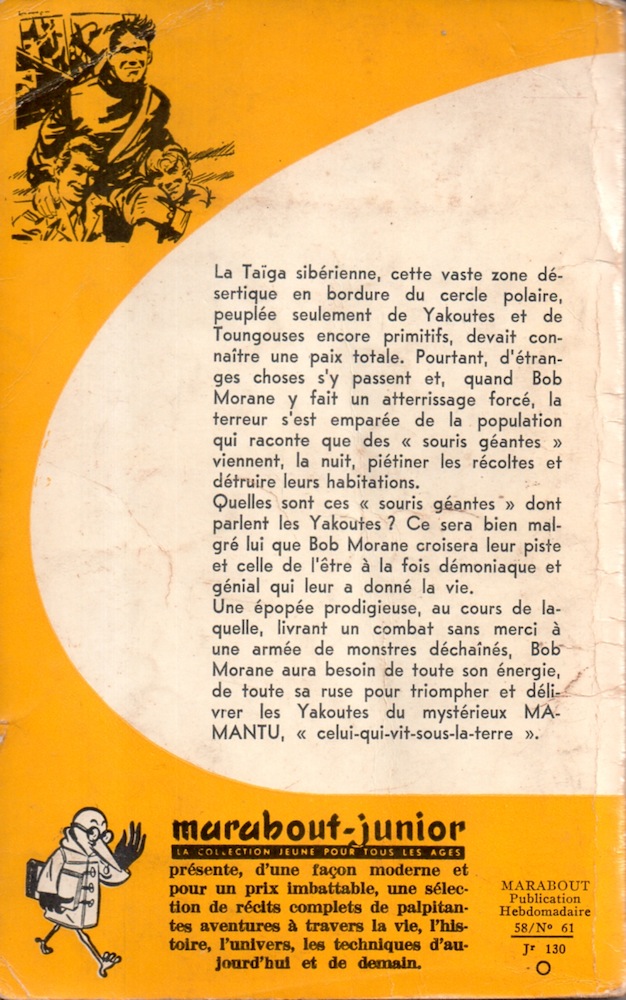 La Taïga sibérienne, cette vaste zone dé-
sertique en bordure du cercle polaire,
peuplée seulement de Yakoutes et de
Toungouses encore primitifs, devait con-
naître une paix totale. Pourtant, d'étran-
ges choses s'y passent et, quand Bob
Morane y fait un atterrissage forcé, la
terreur s'est emparée de la population
qui raconte que des « souris géantes »
viennent, la nuit, piétiner les récoltes et
détruire leurs habitations.
Quelles sont ces « souris géantes » dont
parlent les Yakoutes ? Ce sera bien mal-
gré lui que Bob Morane croisera leur piste
et celle de l'être à la fois démoniaque et
génial qui leur a donné la vie.
Une épopée prodigieuse, au cours de la-
quelle, livrant un combat sans merci à
une armée de monstres déchaînés, Bob
Morane aura besoin de toute son énergie,
de toute sa ruse pour triompher et déli-
vrer les Yakoutes du mystérieux MA-
MANTU, « celui-qui-vit-sous-la-terre ».
marabout-junior
LA COLLECTION JEUNE POUR TOUS LES AGES
présente, d'une façon moderne et
pour un prix imbattable, une sélec-
tion de récits complets de palpitan-
tes aventures à travers la vie, l'his-
toire, l'univers, les techniques d'au-
jourd'hui et de demain.
MARABOUT
Publication
Hebdomadaire
58/Nº 61
Jr 130